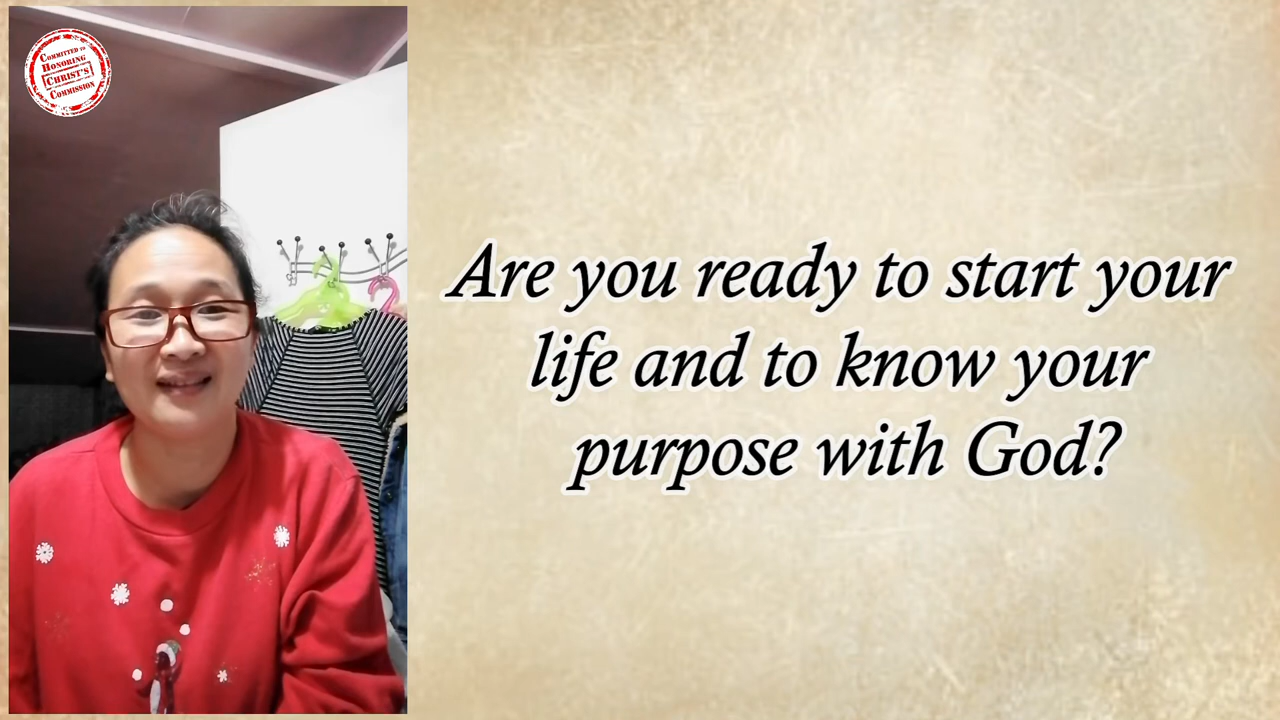 COMMITTED TO
HONORING
CHRIST'S
COMMISSION
Are you ready to start your
life and to know your
purpose with God?